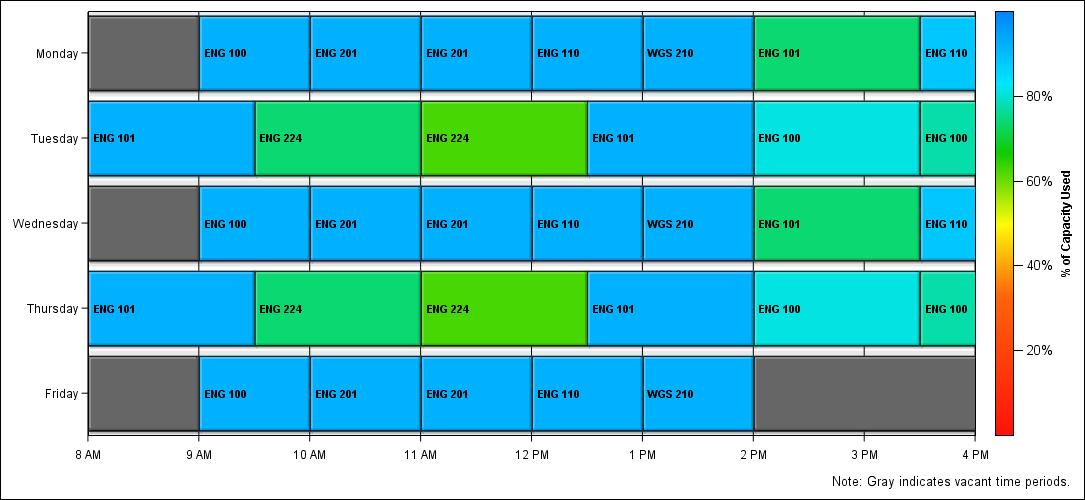 Monday ENG 100 ENG 201 ENG 201 ENG 110 WGS 210 ENG 101 ENG 110
Tuesday ENG 101 ENG 224 ENG 224 ENG 101 ENG 100 ENG 100
Wednesday ENG 100 ENG 201 ENG 201 ENG 110 WGS 210 ENG 101 ENG 110
Thursday ENG 101 ENG 224 ENG 224 ENG 101 ENG 100 ENG 100
Friday ENG 100 ENG 201 ENG 201 ENG 110 WGS 210
8 AM 9 AM 10 AM 11 AM 12 PM 1 PM 2 PM 3 PM 4 PM
80%
60%
40%
20%
% of Capacity Used
Note: Gray indicates vacant time periods.